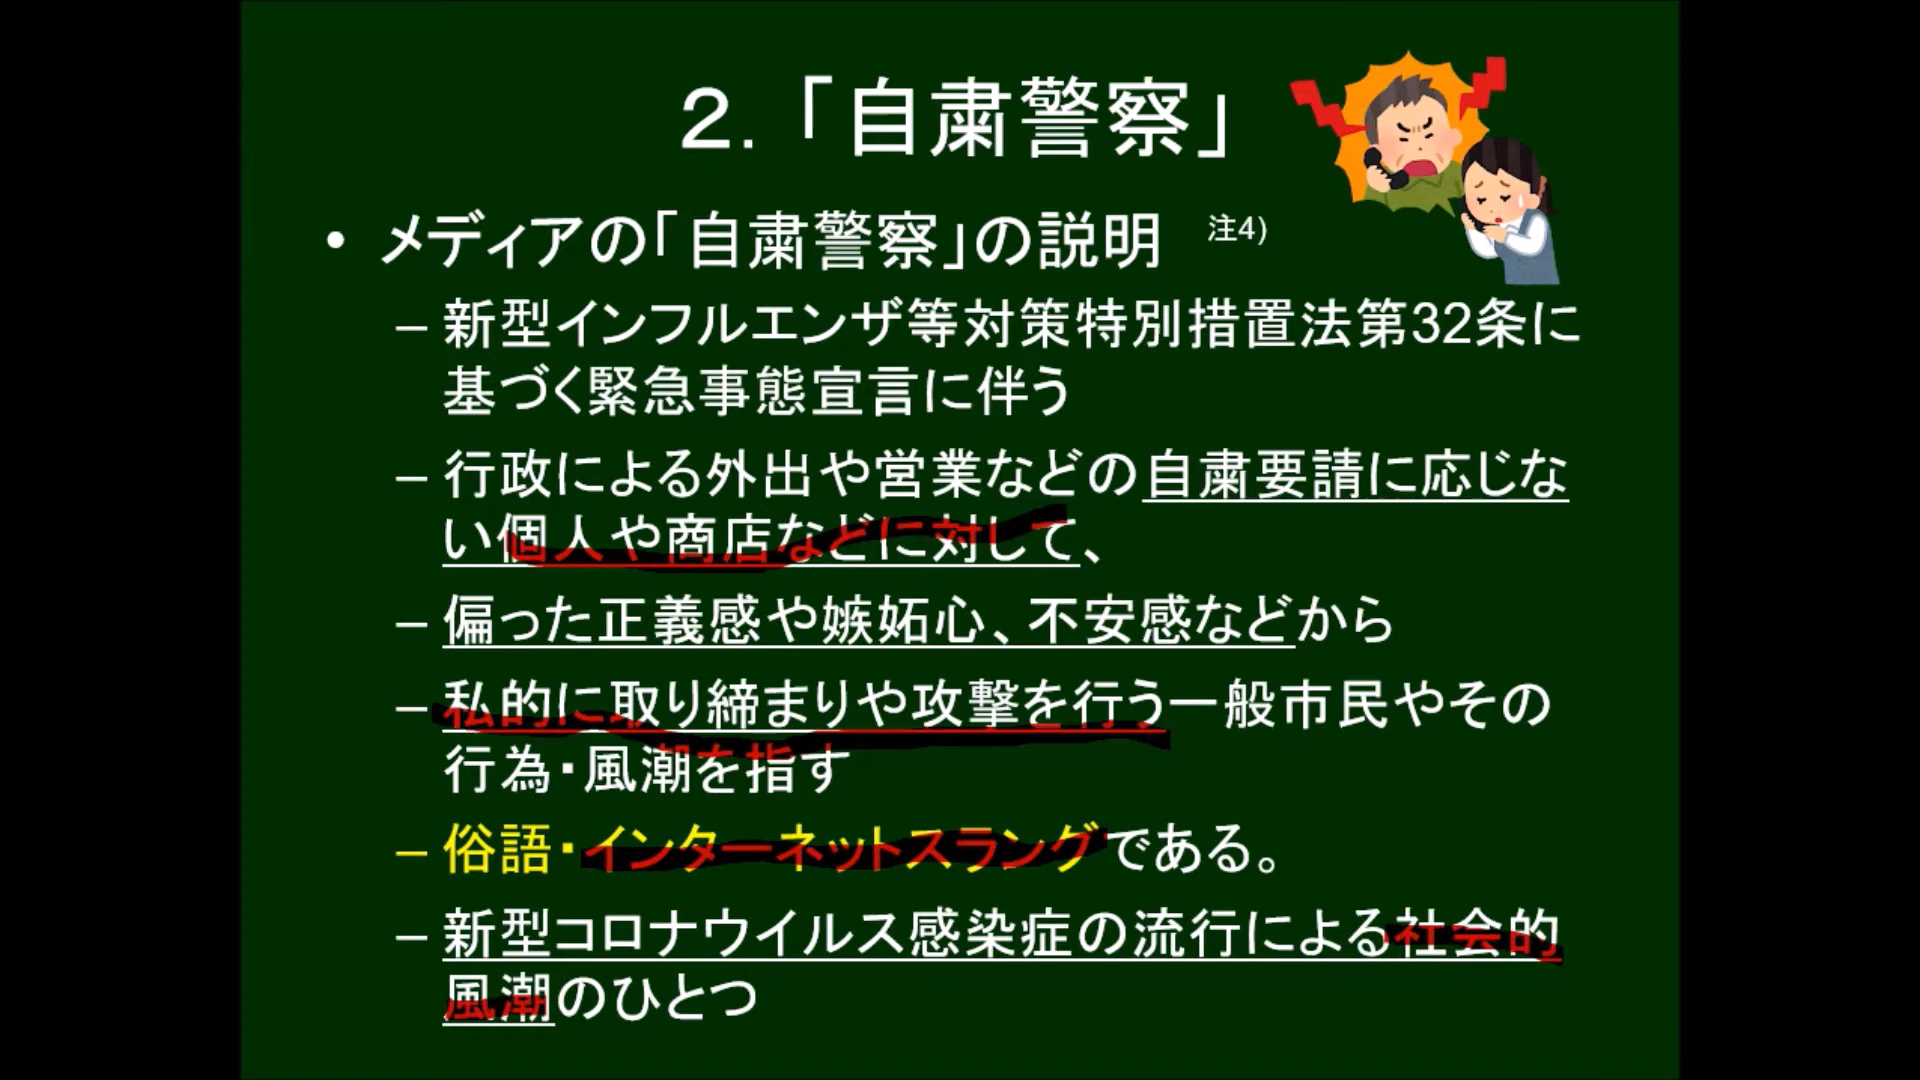 ２．「自粛警察」
• メディアの「自粛警察」の説明　注4)
– 新型インフルエンザ等対策特別措置法第32条に
基づく緊急事態宣言に伴う
– 行政による外出や営業などの自粛要請に応じな
い個人や商店などに対して、
– 偏った正義感や嫉妬心、不安感などから
– 私的に取り締まりや攻撃を行う一般市民やその
行為・風潮を指す
– 俗語・インターネットスラングである。
– 新型コロナウイルス感染症の流行による社会的
風潮のひとつ